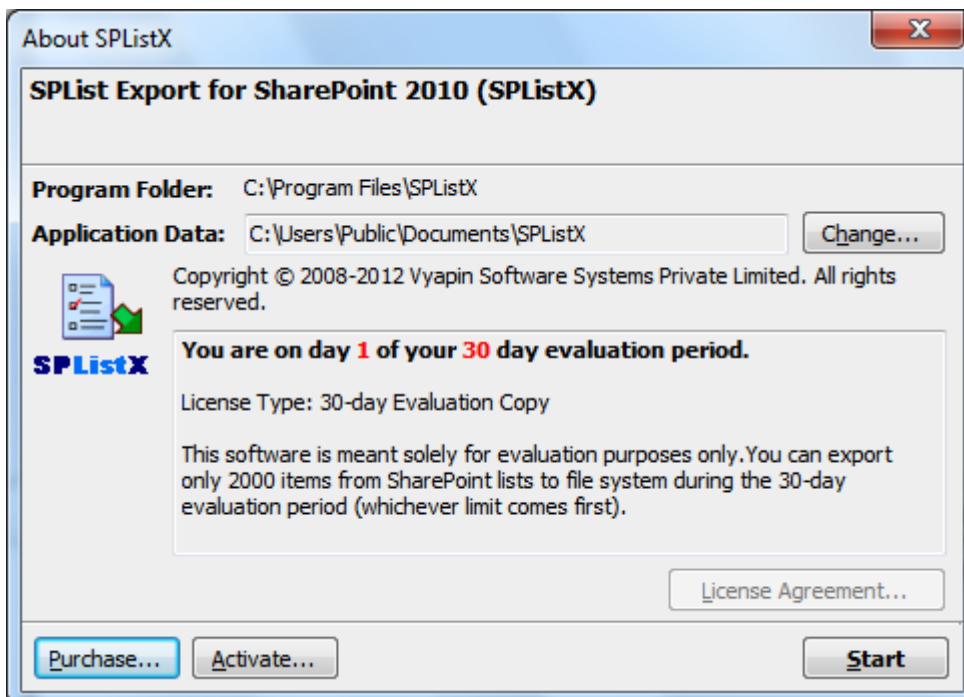 About SPListX
SPList Export for SharePoint 2010 (SPListX)
Program Folder: C:\Program Files\SPListX
Application Data: C:\Users\Public\Documents\SPListX Change...
Copyright © 2008-2012 Vyapin Software Systems Private Limited. All rights
reserved.
SPListX
You are on day 1 of your 30 day evaluation period.
License Type: 30-day Evaluation Copy
This software is meant solely for evaluation purposes only.You can export
only 2000 items from SharePoint lists to file system during the 30-day
evaluation period (whichever limit comes first).
License Agreement...
Purchase... Activate... Start